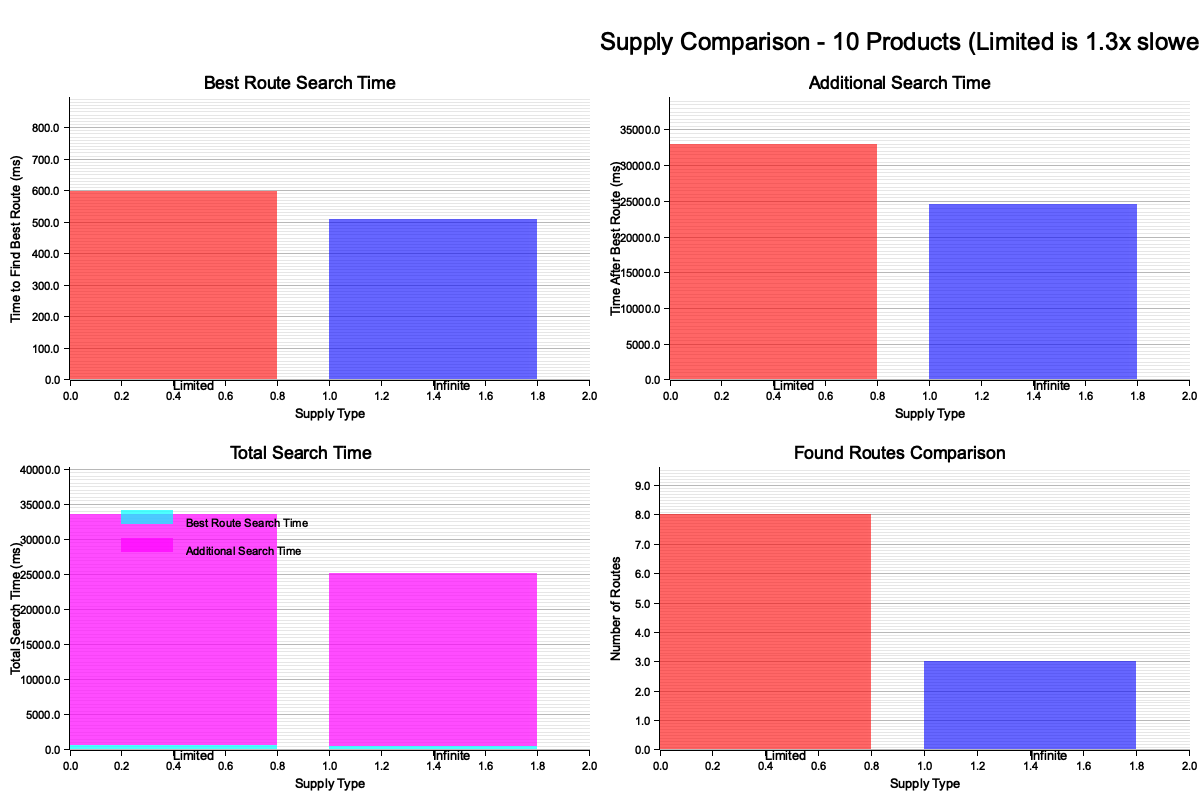 Supply Comparison - 10 Products (Limited is 1.3x slowe
Best Route Search Time
Time to Find Best Route (ms)
800.0
700.0
600.0
500.0
400.0
300.0
200.0
100.0
0.0
Limited Infinite
0.0 0.2 0.4 0.6 0.8 1.0 1.2 1.4 1.6 1.8 2.0
Supply Type
Additional Search Time
Time After Best Route (ms)
35000.0
30000.0
25000.0
20000.0
15000.0
10000.0
5000.0
0.0
Limited Infinite
0.0 0.2 0.4 0.6 0.8 1.0 1.2 1.4 1.6 1.8 2.0
Supply Type
Total Search Time
Total Search Time (ms)
40000.0
35000.0
30000.0
25000.0
20000.0
15000.0
10000.0
5000.0
0.0
Best Route Search Time
Additional Search Time
Limited Infinite
0.0 0.2 0.4 0.6 0.8 1.0 1.2 1.4 1.6 1.8 2.0
Supply Type
Found Routes Comparison
Number of Routes
9.0
8.0
7.0
6.0
5.0
4.0
3.0
2.0
1.0
0.0
Limited Infinite
0.0 0.2 0.4 0.6 0.8 1.0 1.2 1.4 1.6 1.8 2.0
Supply Type